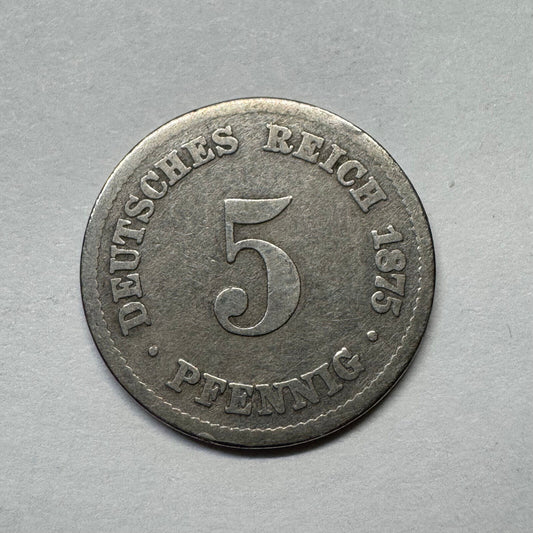 DEUTSCHES REICH 1875
5
· PFENNIG ·